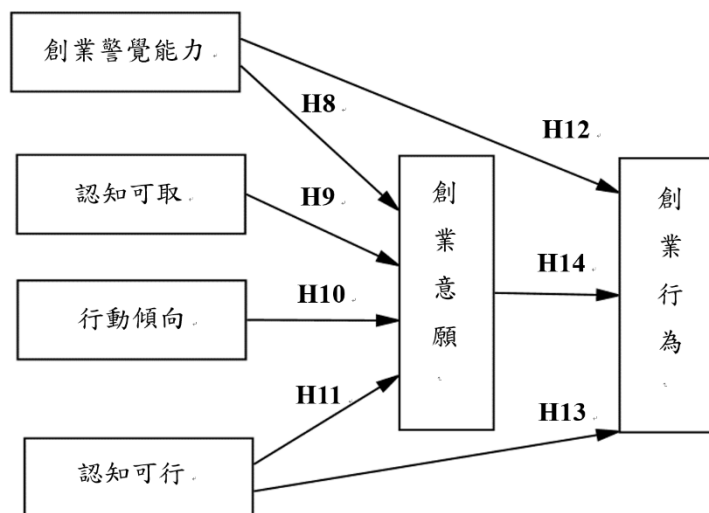 創業警覺能力
H8
H12
認知可取
H9
創業意願
創業行為
H14
行動傾向
H10
H11
H13
認知可行